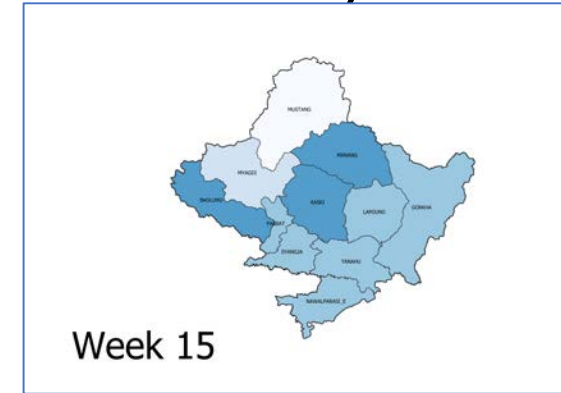 MUSTANG
MANANG
MYAGDI
KASKI
BAGLUNG
LAMJUNG
GORKHA
PARBAT
SYANGJA
TANAHU
NAWALPARASI_E
Week 15